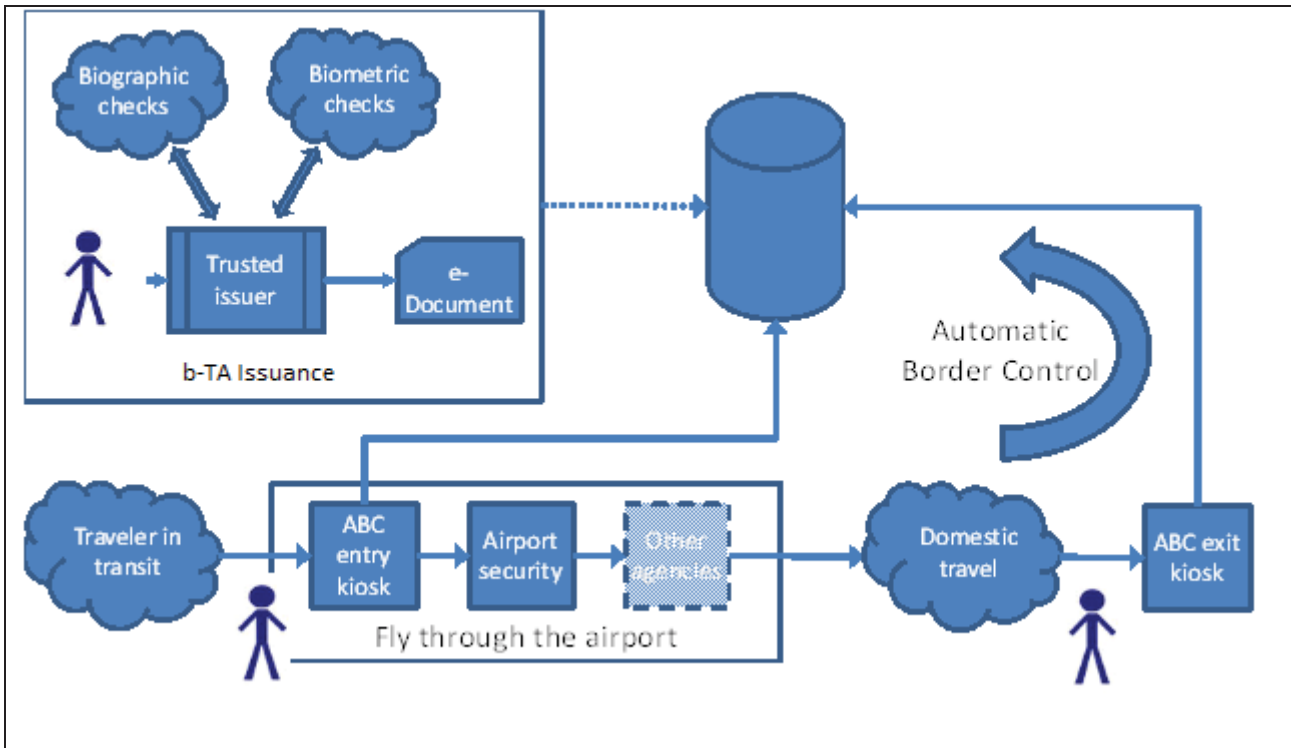 Biographic
checks
Biometric
checks
Trusted
issuer
e-
Document
b-TA Issuance
Automatic
Border Control
Traveler in
transit
ABC
entry
kiosk
Airport
security
Other
agencies
Fly through the airport
Domestic
travel
ABC exit
kiosk